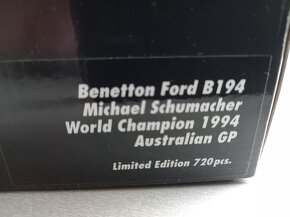 Benetton Ford B194
Michael Schumacher
World Champion 1994
Australian GP
Limited Edition 720pcs.